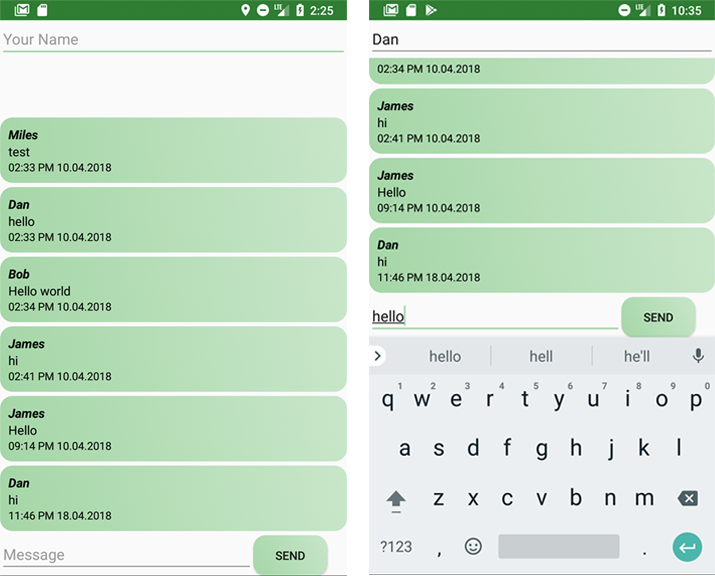 2:25
Your Name
Miles
test
02:33 PM 10.04.2018
Dan
hello
02:33 PM 10.04.2018
Bob
Hello world
02:34 PM 10.04.2018
James
hi
02:41 PM 10.04.2018
James
Hello
09:14 PM 10.04.2018
Dan
hi
11:46 PM 18.04.2018
Message
SEND
LTE 10:35
Dan
02:34 PM 10.04.2018
James
hi
02:41 PM 10.04.2018
James
Hello
09:14 PM 10.04.2018
Dan
hi
11:46 PM 18.04.2018
hello
SEND
hello hell he'll
1 2 3 4 5 6 7 8 9 0
q w e r t y u i o p
a s d f g h j k l
z x c v b n m
?123 , .